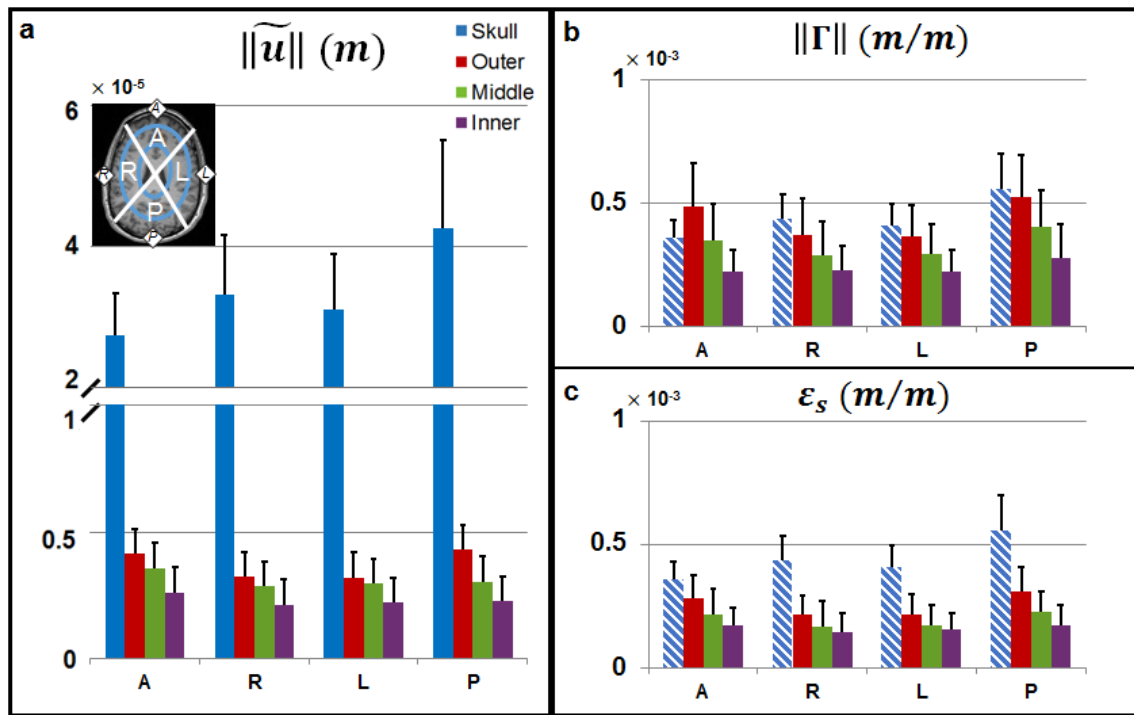 a
‖ũ‖ (m)
Skull
Outer
Middle
Inner
× 10⁻⁵
6
4
2
1
0.5
0
A
R
L
P
A
R
L
P
A R L P
b
‖Γ‖ (m/m)
1 × 10⁻³
0.5
0
A R L P
c
εₛ (m/m)
1 × 10⁻³
0.5
0
A R L P